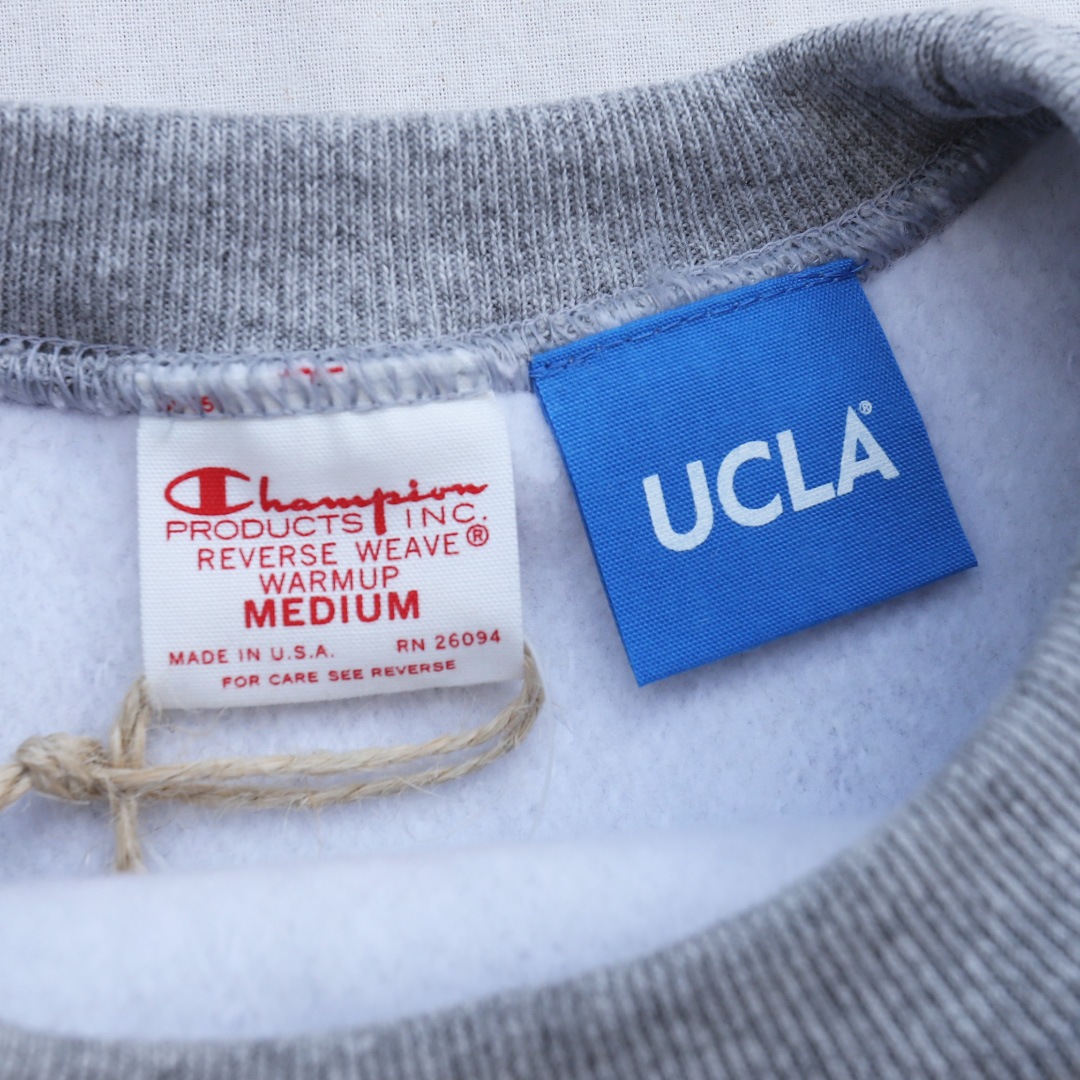 Champion
PRODUCTS INC.
REVERSE WEAVE®
WARMUP
MEDIUM
MADE IN U.S.A. RN 26094
FOR CARE SEE REVERSE
UCLA®